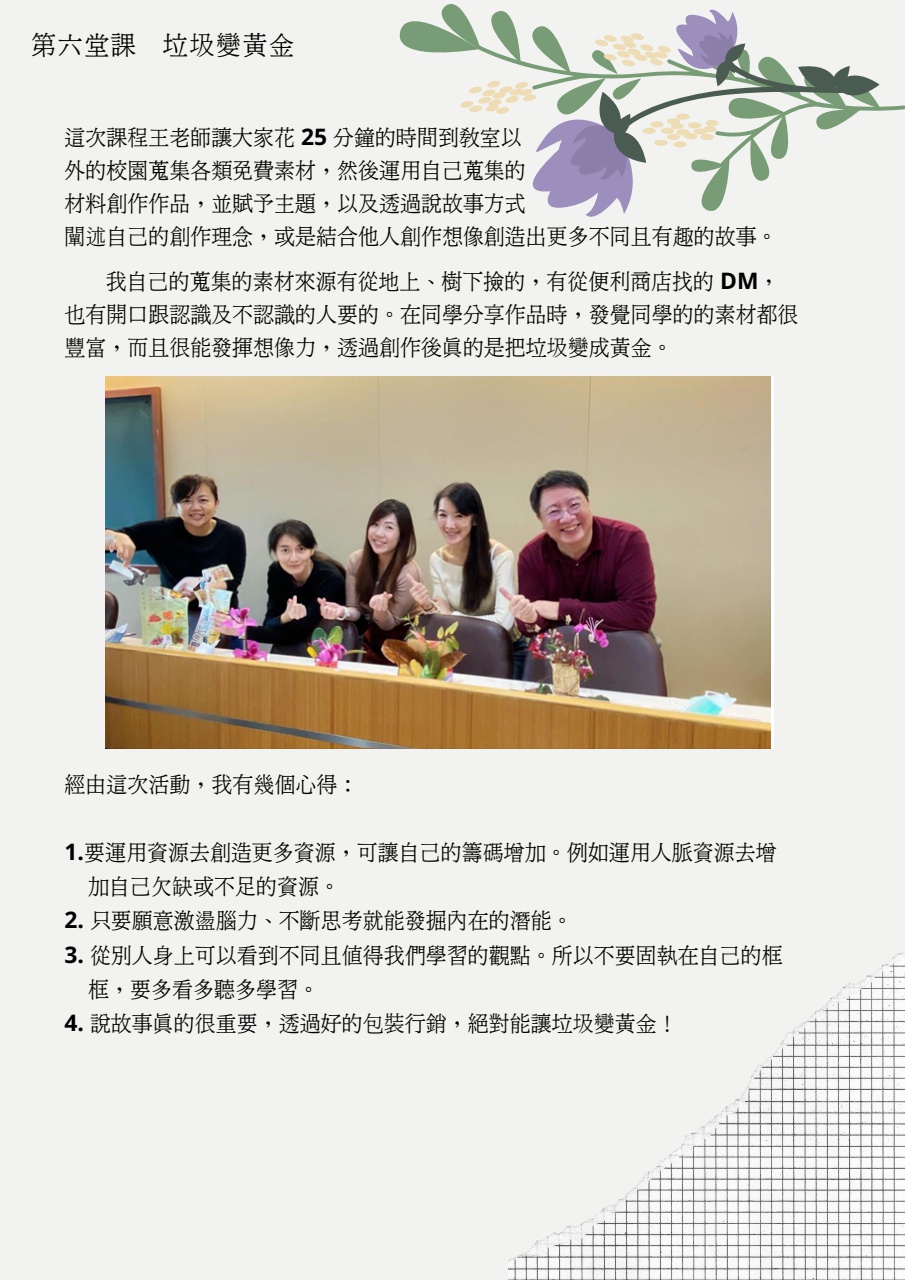 第六堂課　垃圾變黃金
這次課程王老師讓大家花 25 分鐘的時間到教室以
外的校園蒐集各類免費素材，然後運用自己蒐集的
材料創作作品，並賦予主題，以及透過說故事方式
闡述自己的創作理念，或是結合他人創作想像創造出更多不同且有趣的故事。
我自己的蒐集的素材來源有從地上、樹下撿的，有從便利商店找的 DM，
也有開口跟認識及不認識的人要的。在同學分享作品時，發覺同學的的素材都很
豐富，而且很能發揮想像力，透過創作後真的是把垃圾變成黃金。
經由這次活動，我有幾個心得：
1.要運用資源去創造更多資源，可讓自己的籌碼增加。例如運用人脈資源去增
加自己欠缺或不足的資源。
2. 只要願意激盪腦力、不斷思考就能發掘內在的潛能。
3. 從別人身上可以看到不同且值得我們學習的觀點。所以不要固執在自己的框
框，要多看多聽多學習。
4. 說故事真的很重要，透過好的包裝行銷，絕對能讓垃圾變黃金！